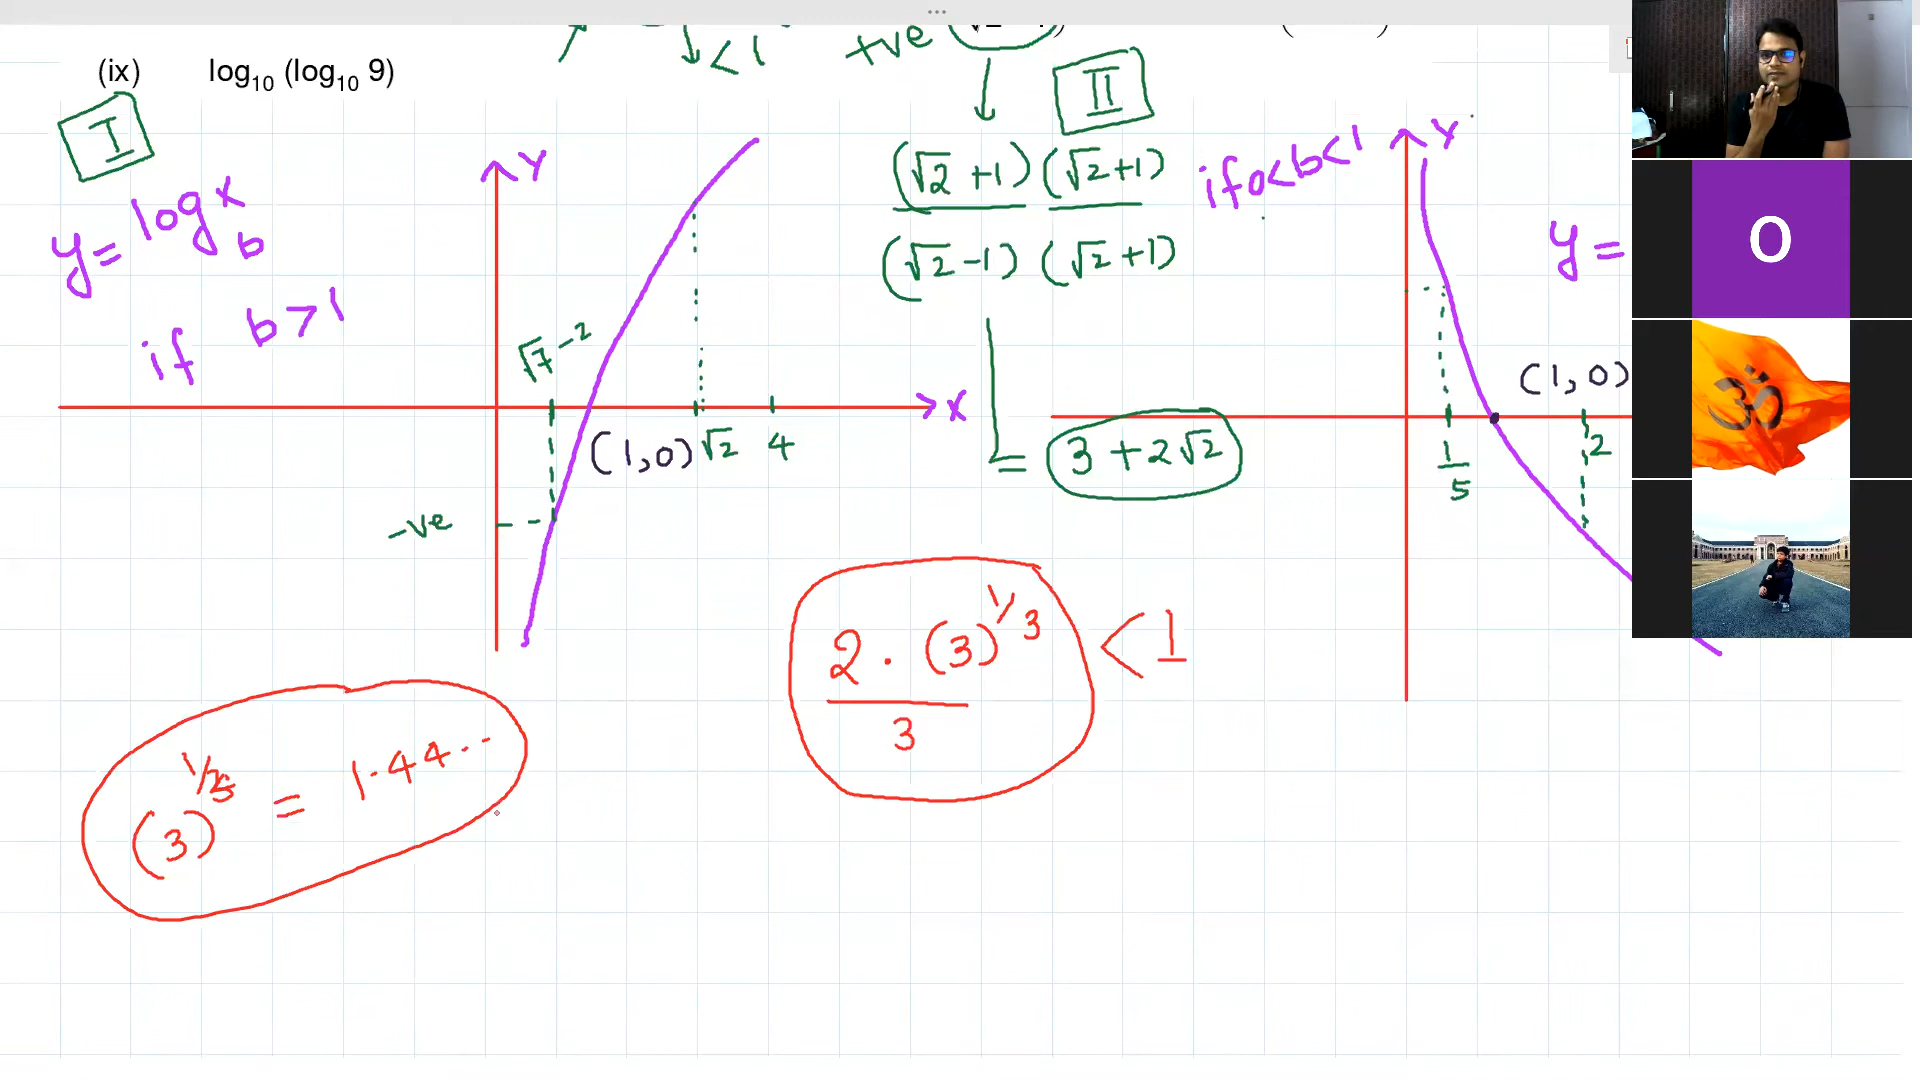 < 1
+ve
(ix) log₁₀ (log₁₀ 9)
I
II
y = log_b x
if b > 1
Y
X
√7 - 2
(1,0)
√2
4
-ve
(√2 + 1) (√2 + 1)
(√2 - 1) (√2 + 1)
= 3 + 2√2
if 0 < b < 1
Y
y =
(1, 0)
1/5
2
O
ॐ
2 · (3)^1/3
3
< 1
(3) = 1.44...